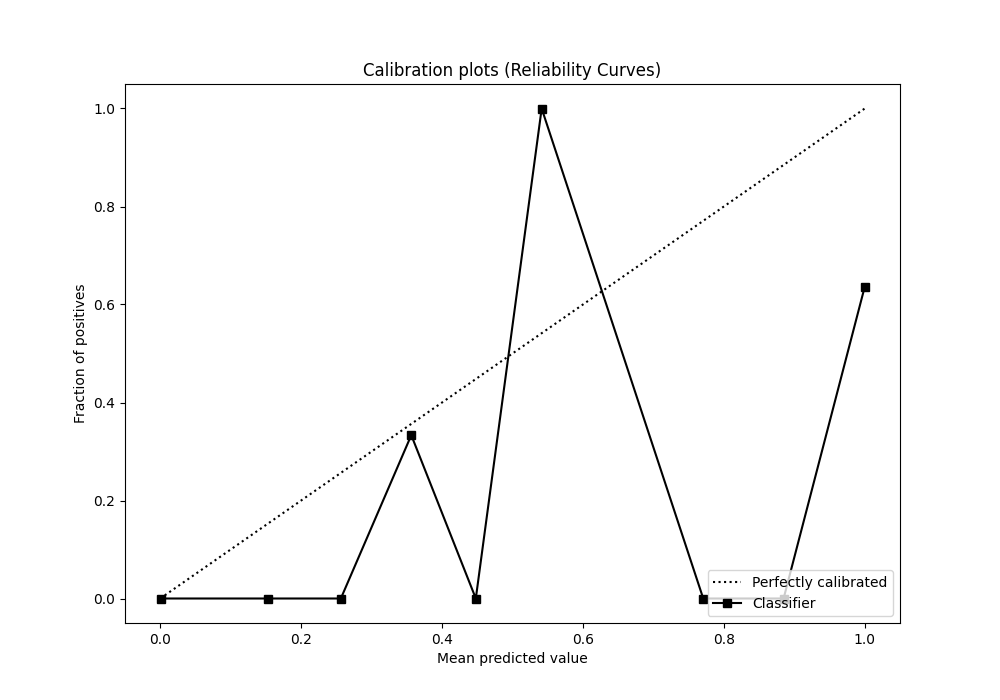 Calibration plots (Reliability Curves)
Fraction of positives
1.0
0.8
0.6
0.4
0.2
0.0
0.0 0.2 0.4 0.6 0.8 1.0
Mean predicted value
Perfectly calibrated
Classifier